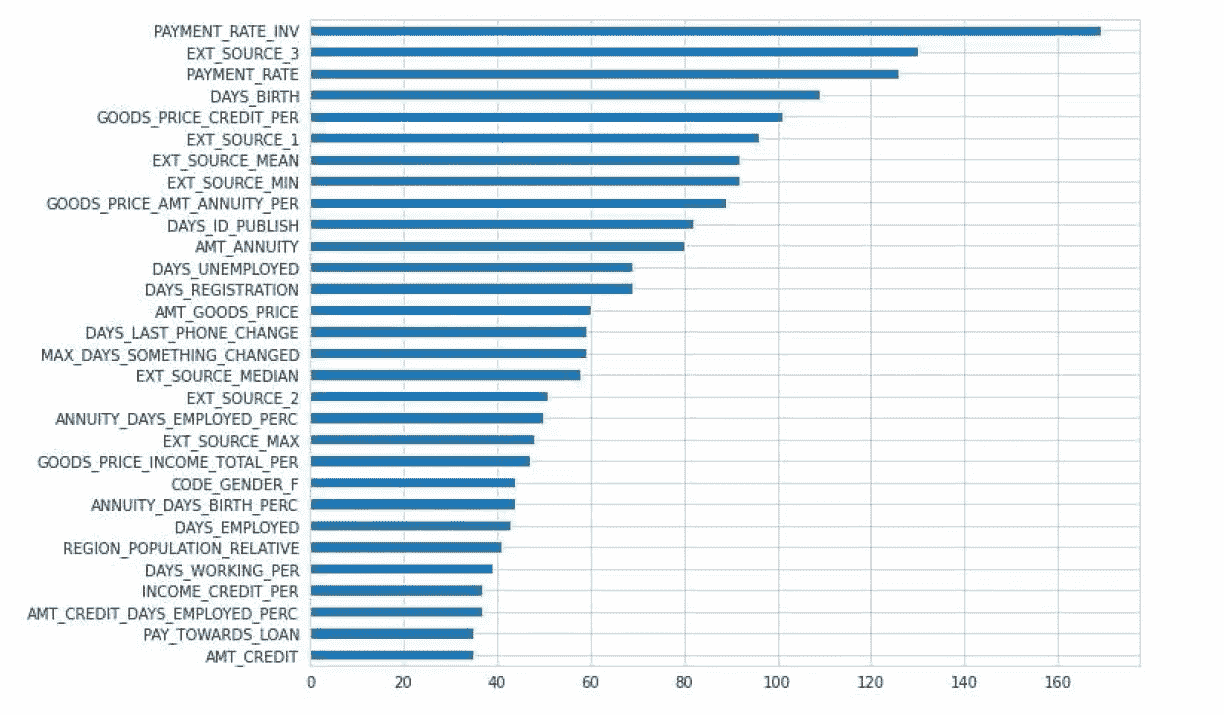 PAYMENT_RATE_INV
EXT_SOURCE_3
PAYMENT_RATE
DAYS_BIRTH
GOODS_PRICE_CREDIT_PER
EXT_SOURCE_1
EXT_SOURCE_MEAN
EXT_SOURCE_MIN
GOODS_PRICE_AMT_ANNUITY_PER
DAYS_ID_PUBLISH
AMT_ANNUITY
DAYS_UNEMPLOYED
DAYS_REGISTRATION
AMT_GOODS_PRICE
DAYS_LAST_PHONE_CHANGE
MAX_DAYS_SOMETHING_CHANGED
EXT_SOURCE_MEDIAN
EXT_SOURCE_2
ANNUITY_DAYS_EMPLOYED_PERC
EXT_SOURCE_MAX
GOODS_PRICE_INCOME_TOTAL_PER
CODE_GENDER_F
ANNUITY_DAYS_BIRTH_PERC
DAYS_EMPLOYED
REGION_POPULATION_RELATIVE
DAYS_WORKING_PER
INCOME_CREDIT_PER
AMT_CREDIT_DAYS_EMPLOYED_PERC
PAY_TOWARDS_LOAN
AMT_CREDIT
0 20 40 60 80 100 120 140 160